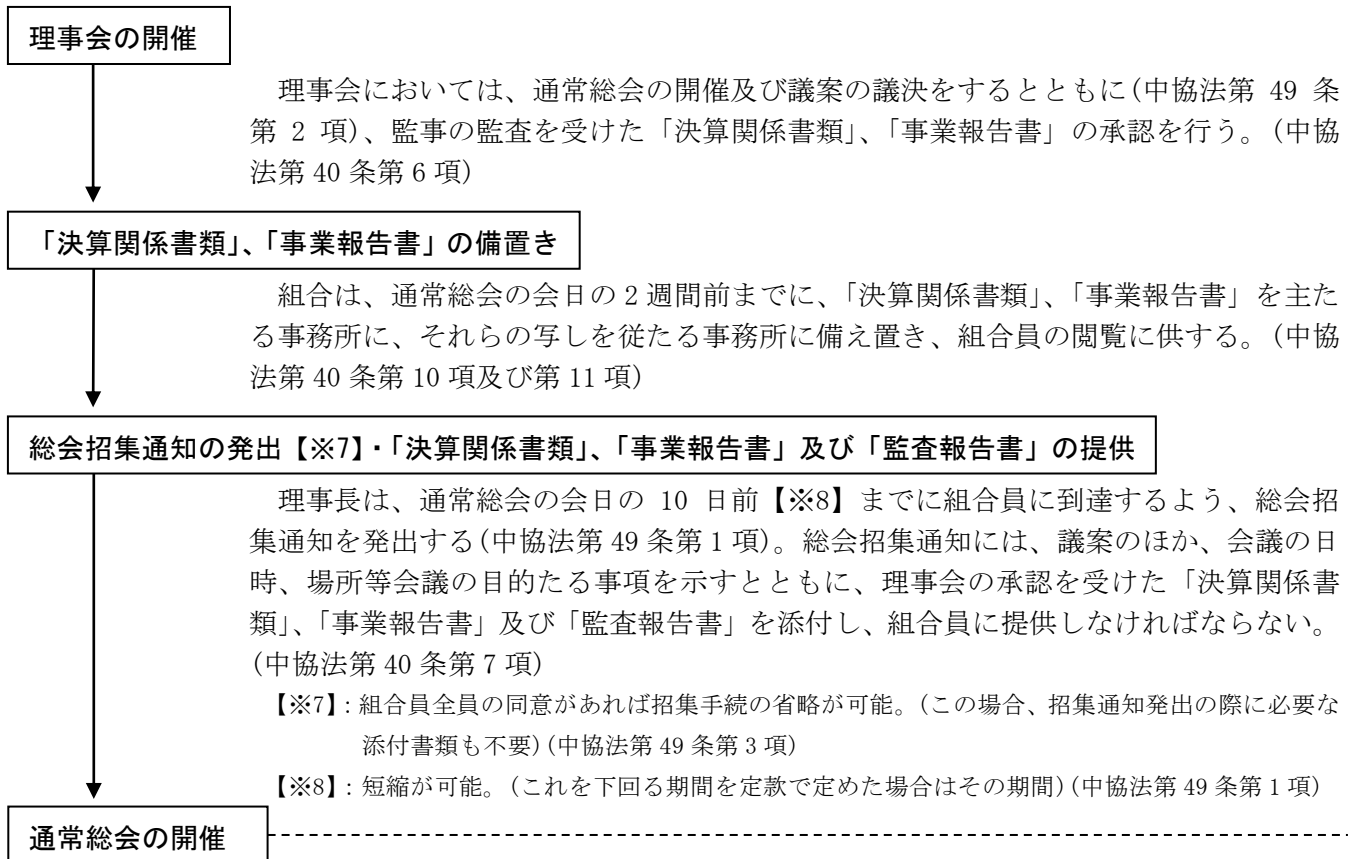 理事会の開催
理事会においては、通常総会の開催及び議案の議決をするとともに(中協法第 49 条
第 2 項)、監事の監査を受けた「決算関係書類」、「事業報告書」の承認を行う。(中協
法第 40 条第 6 項)
「決算関係書類」、「事業報告書」の備置き
組合は、通常総会の会日の 2 週間前までに、「決算関係書類」、「事業報告書」を主た
る事務所に、それらの写しを従たる事務所に備え置き、組合員の閲覧に供する。(中協
法第 40 条第 10 項及び第 11 項)
総会招集通知の発出【※7】・「決算関係書類」、「事業報告書」及び「監査報告書」の提供
理事長は、通常総会の会日の 10 日前【※8】までに組合員に到達するよう、総会招
集通知を発出する(中協法第 49 条第 1 項)。総会招集通知には、議案のほか、会議の日
時、場所等会議の目的たる事項を示すとともに、理事会の承認を受けた「決算関係書
類」、「事業報告書」及び「監査報告書」を添付し、組合員に提供しなければならない。
(中協法第 40 条第 7 項)
【※7】：組合員全員の同意があれば招集手続の省略が可能。(この場合、招集通知発出の際に必要な
添付書類も不要)(中協法第 49 条第 3 項)
【※8】：短縮が可能。(これを下回る期間を定款で定めた場合はその期間)(中協法第 49 条第 1 項)
通常総会の開催